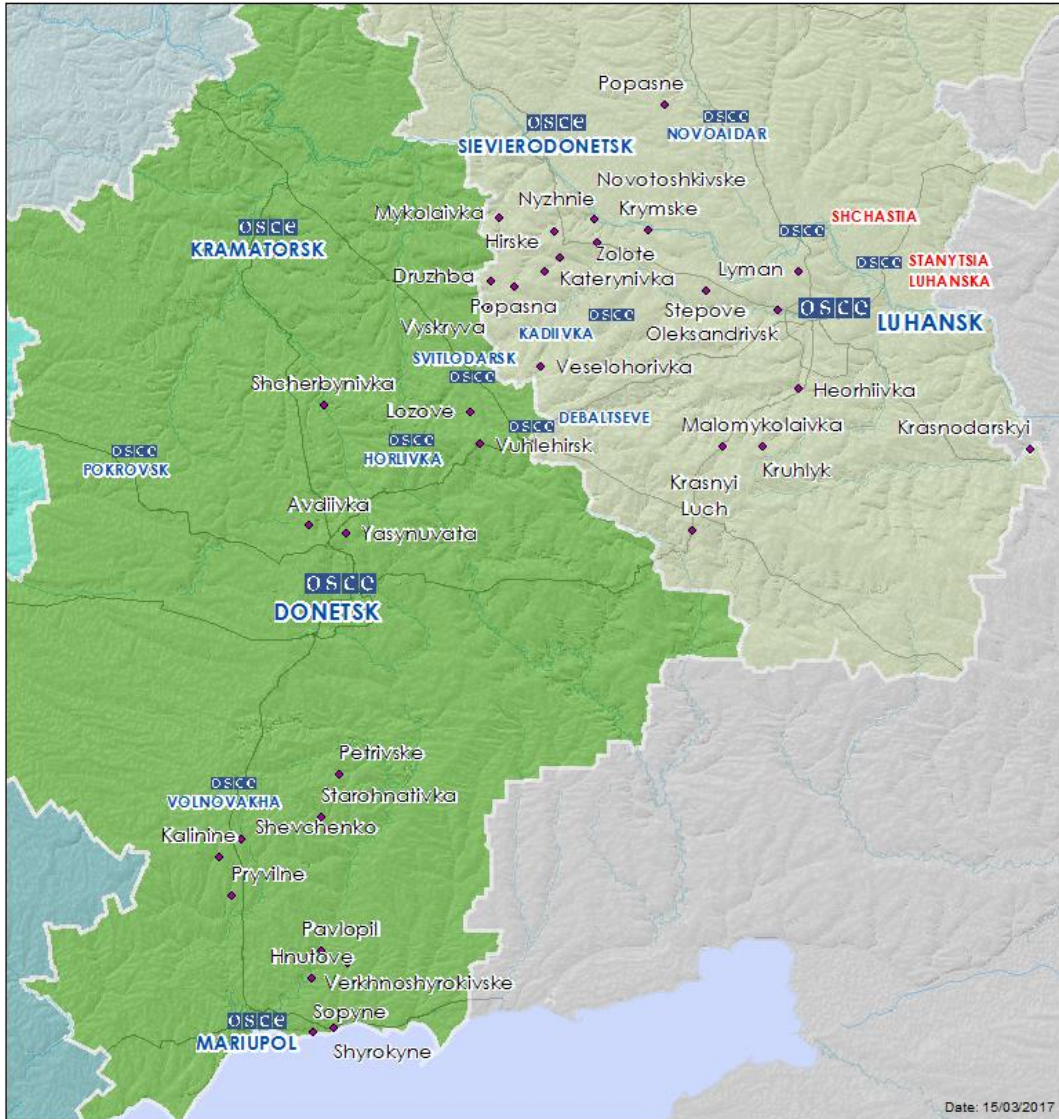 Popasne
osce
NOVOAIDAR
osce
SIEVIERODONETSK
Novotoshkivske
Nyzhnie
Krymske
Mykolaivka
osce
SHCHASTIA
osce
KRAMATORSK
Hirske
Zolote
osce
STANYTSIA
LUHANSKA
Druzhba
Katerynivka
Lyman
Popasna
osce
Stepove
osce
LUHANSK
Vyskryva
KADIIVKA
Oleksandrivsk
SVITLODARSK
osce
Veselohorivka
Shcherbynivka
Heorhiivka
Lozove
osce
DEBALTSEVE
osce
HORLIVKA
Vuhlehirsk
Malomykolaivka
Krasnodarskyi
osce
POKROVSK
Kruhlyk
Krasnyi
Luch
Avdiivka
Yasynuvata
osce
DONETSK
Petrivske
osce
VOLNOVAKHA
Starohnativka
Kalinine
Shevchenko
Pryvilne
Pavlopil
Hnutove
Verkhnoshyrokivske
osce
MARIUPOL
Sopyne
Shyrokyne
Date: 15/03/2017